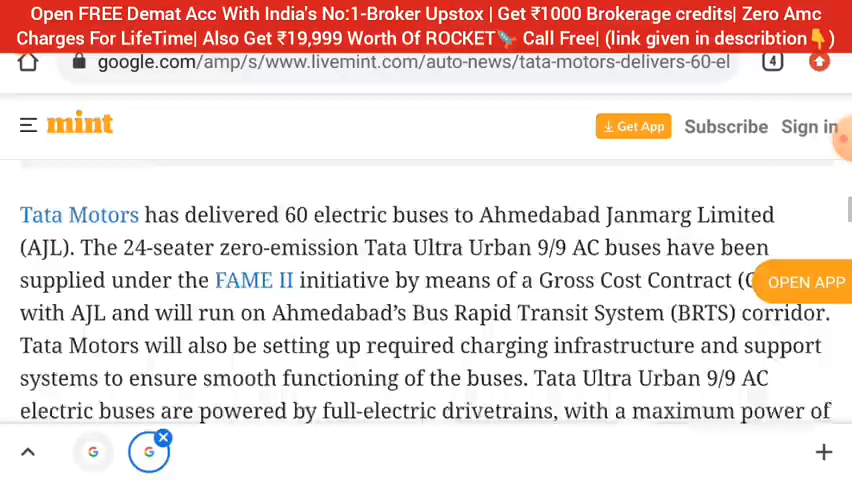 Open FREE Demat Acc With India's No:1-Broker Upstox | Get ₹1000 Brokerage credits| Zero Amc
Charges For LifeTime| Also Get ₹19,999 Worth Of ROCKET🚀 Call Free| (link given in describtion👇)
google.com/amp/s/www.livemint.com/auto-news/tata-motors-delivers-60-el
4
mint
Get App
Subscribe
Sign in
Tata Motors has delivered 60 electric buses to Ahmedabad Janmarg Limited
(AJL). The 24-seater zero-emission Tata Ultra Urban 9/9 AC buses have been
supplied under the FAME II initiative by means of a Gross Cost Contract
OPEN APP
with AJL and will run on Ahmedabad’s Bus Rapid Transit System (BRTS) corridor.
Tata Motors will also be setting up required charging infrastructure and support
systems to ensure smooth functioning of the buses. Tata Ultra Urban 9/9 AC
electric buses are powered by full-electric drivetrains, with a maximum power of